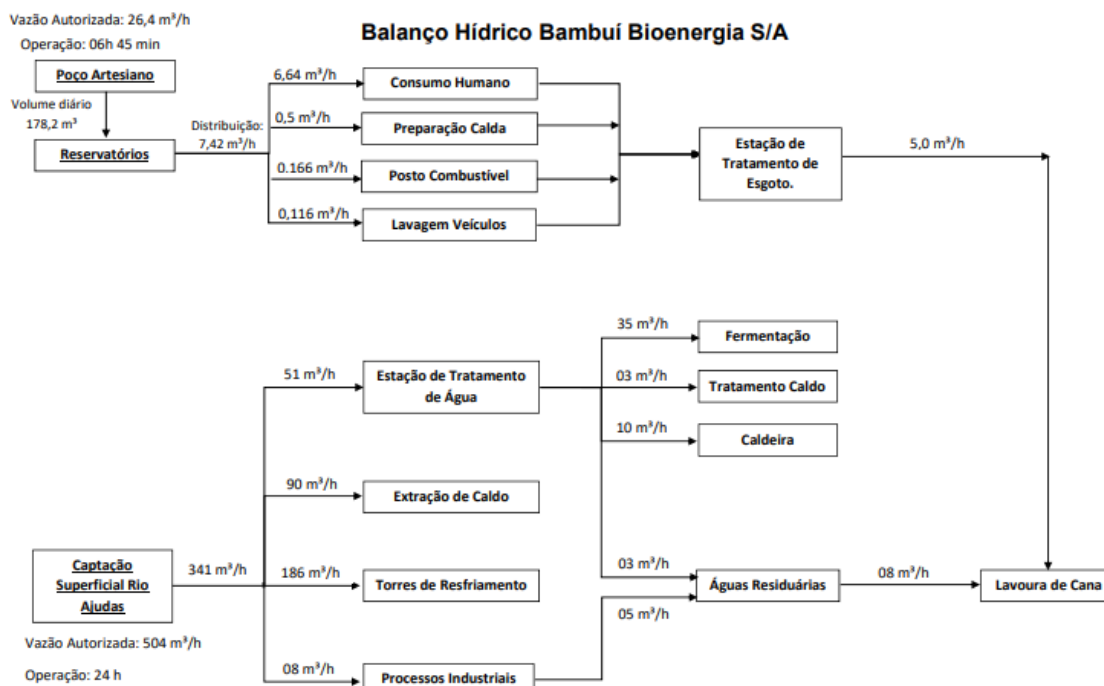 Vazão Autorizada: 26,4 m³/h
Operação: 06h 45 min
Balanço Hídrico Bambuí Bioenergia S/A
Poço Artesiano
Volume diário
178,2 m³
Reservatórios
Distribuição:
7,42 m³/h
6,64 m³/h
Consumo Humano
0,5 m³/h
Preparação Calda
0.166 m³/h
Posto Combustível
0,116 m³/h
Lavagem Veículos
Estação de
Tratamento de
Esgoto.
5,0 m³/h
35 m³/h
Fermentação
51 m³/h
Estação de Tratamento
de Água
03 m³/h
Tratamento Caldo
10 m³/h
Caldeira
90 m³/h
Extração de Caldo
Captação
Superficial Rio
Ajudas
341 m³/h
186 m³/h
Torres de Resfriamento
03 m³/h
Águas Residuárias
08 m³/h
Lavoura de Cana
05 m³/h
Vazão Autorizada: 504 m³/h
Operação: 24 h
08 m³/h
Processos Industriais